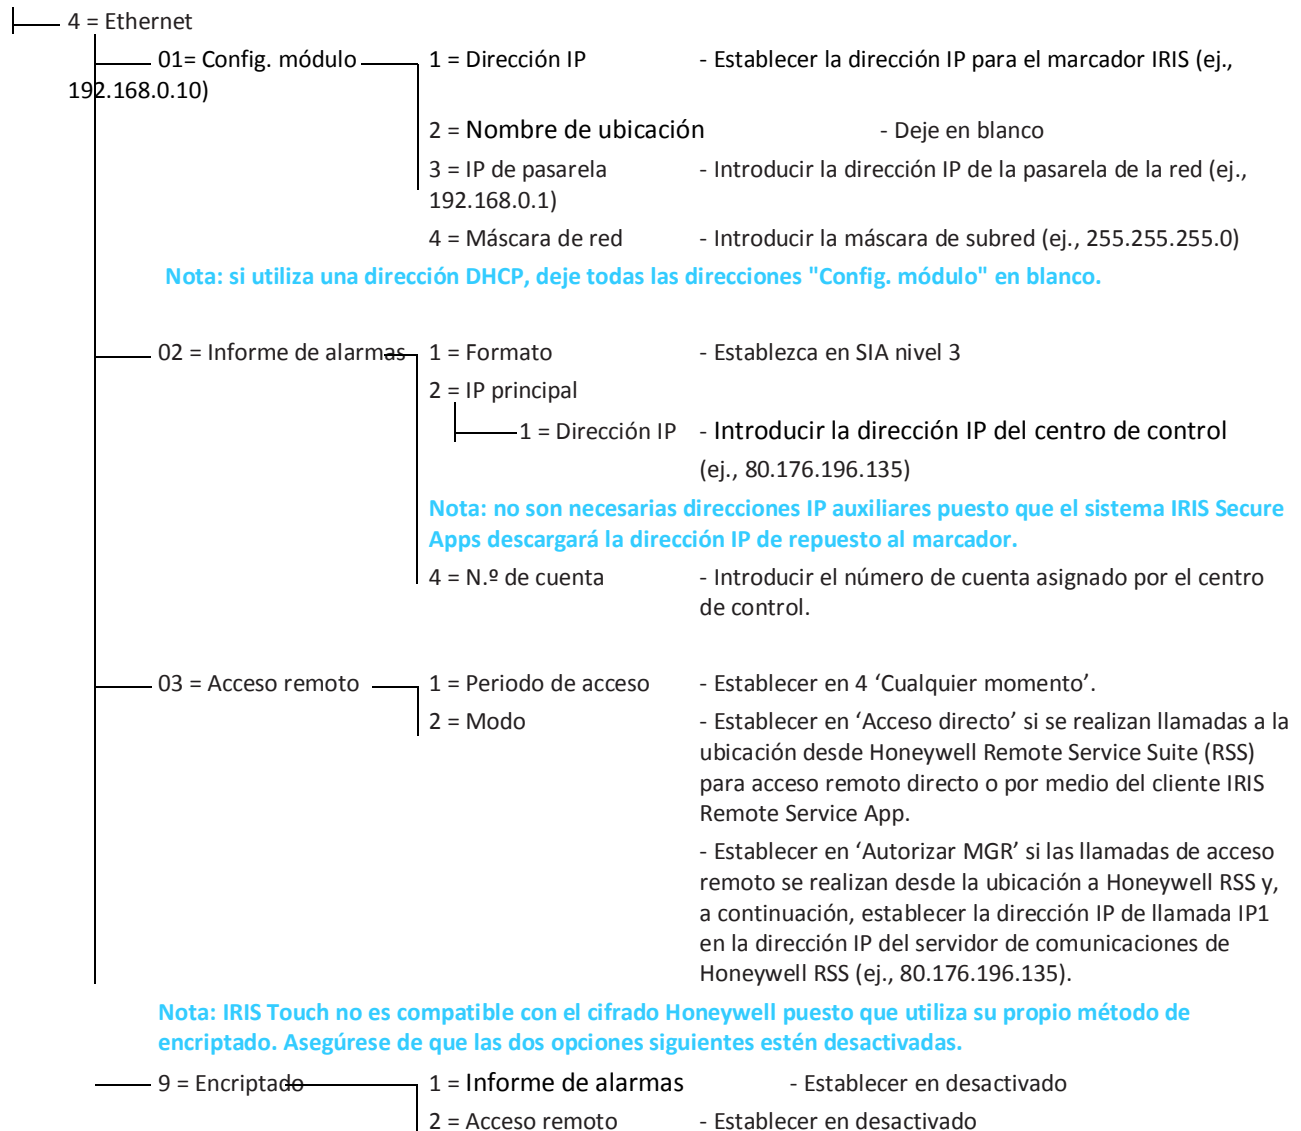 4 = Ethernet
01= Config. módulo 1 = Dirección IP - Establecer la dirección IP para el marcador IRIS (ej.,
192.168.0.10)
2 = Nombre de ubicación - Deje en blanco
3 = IP de pasarela - Introducir la dirección IP de la pasarela de la red (ej.,
192.168.0.1)
4 = Máscara de red - Introducir la máscara de subred (ej., 255.255.255.0)
Nota: si utiliza una dirección DHCP, deje todas las direcciones "Config. módulo" en blanco.
02 = Informe de alarmas 1 = Formato - Establezca en SIA nivel 3
2 = IP principal
1 = Dirección IP - Introducir la dirección IP del centro de control
(ej., 80.176.196.135)
Nota: no son necesarias direcciones IP auxiliares puesto que el sistema IRIS Secure
Apps descargará la dirección IP de repuesto al marcador.
4 = N.º de cuenta - Introducir el número de cuenta asignado por el centro
de control.
03 = Acceso remoto 1 = Periodo de acceso - Establecer en 4 ‘Cualquier momento’.
2 = Modo - Establecer en ‘Acceso directo’ si se realizan llamadas a la
ubicación desde Honeywell Remote Service Suite (RSS)
para acceso remoto directo o por medio del cliente IRIS
Remote Service App.
- Establecer en ‘Autorizar MGR’ si las llamadas de acceso
remoto se realizan desde la ubicación a Honeywell RSS y,
a continuación, establecer la dirección IP de llamada IP1
en la dirección IP del servidor de comunicaciones de
Honeywell RSS (ej., 80.176.196.135).
Nota: IRIS Touch no es compatible con el cifrado Honeywell puesto que utiliza su propio método de
encriptado. Asegúrese de que las dos opciones siguientes estén desactivadas.
9 = Encriptado 1 = Informe de alarmas - Establecer en desactivado
2 = Acceso remoto - Establecer en desactivado